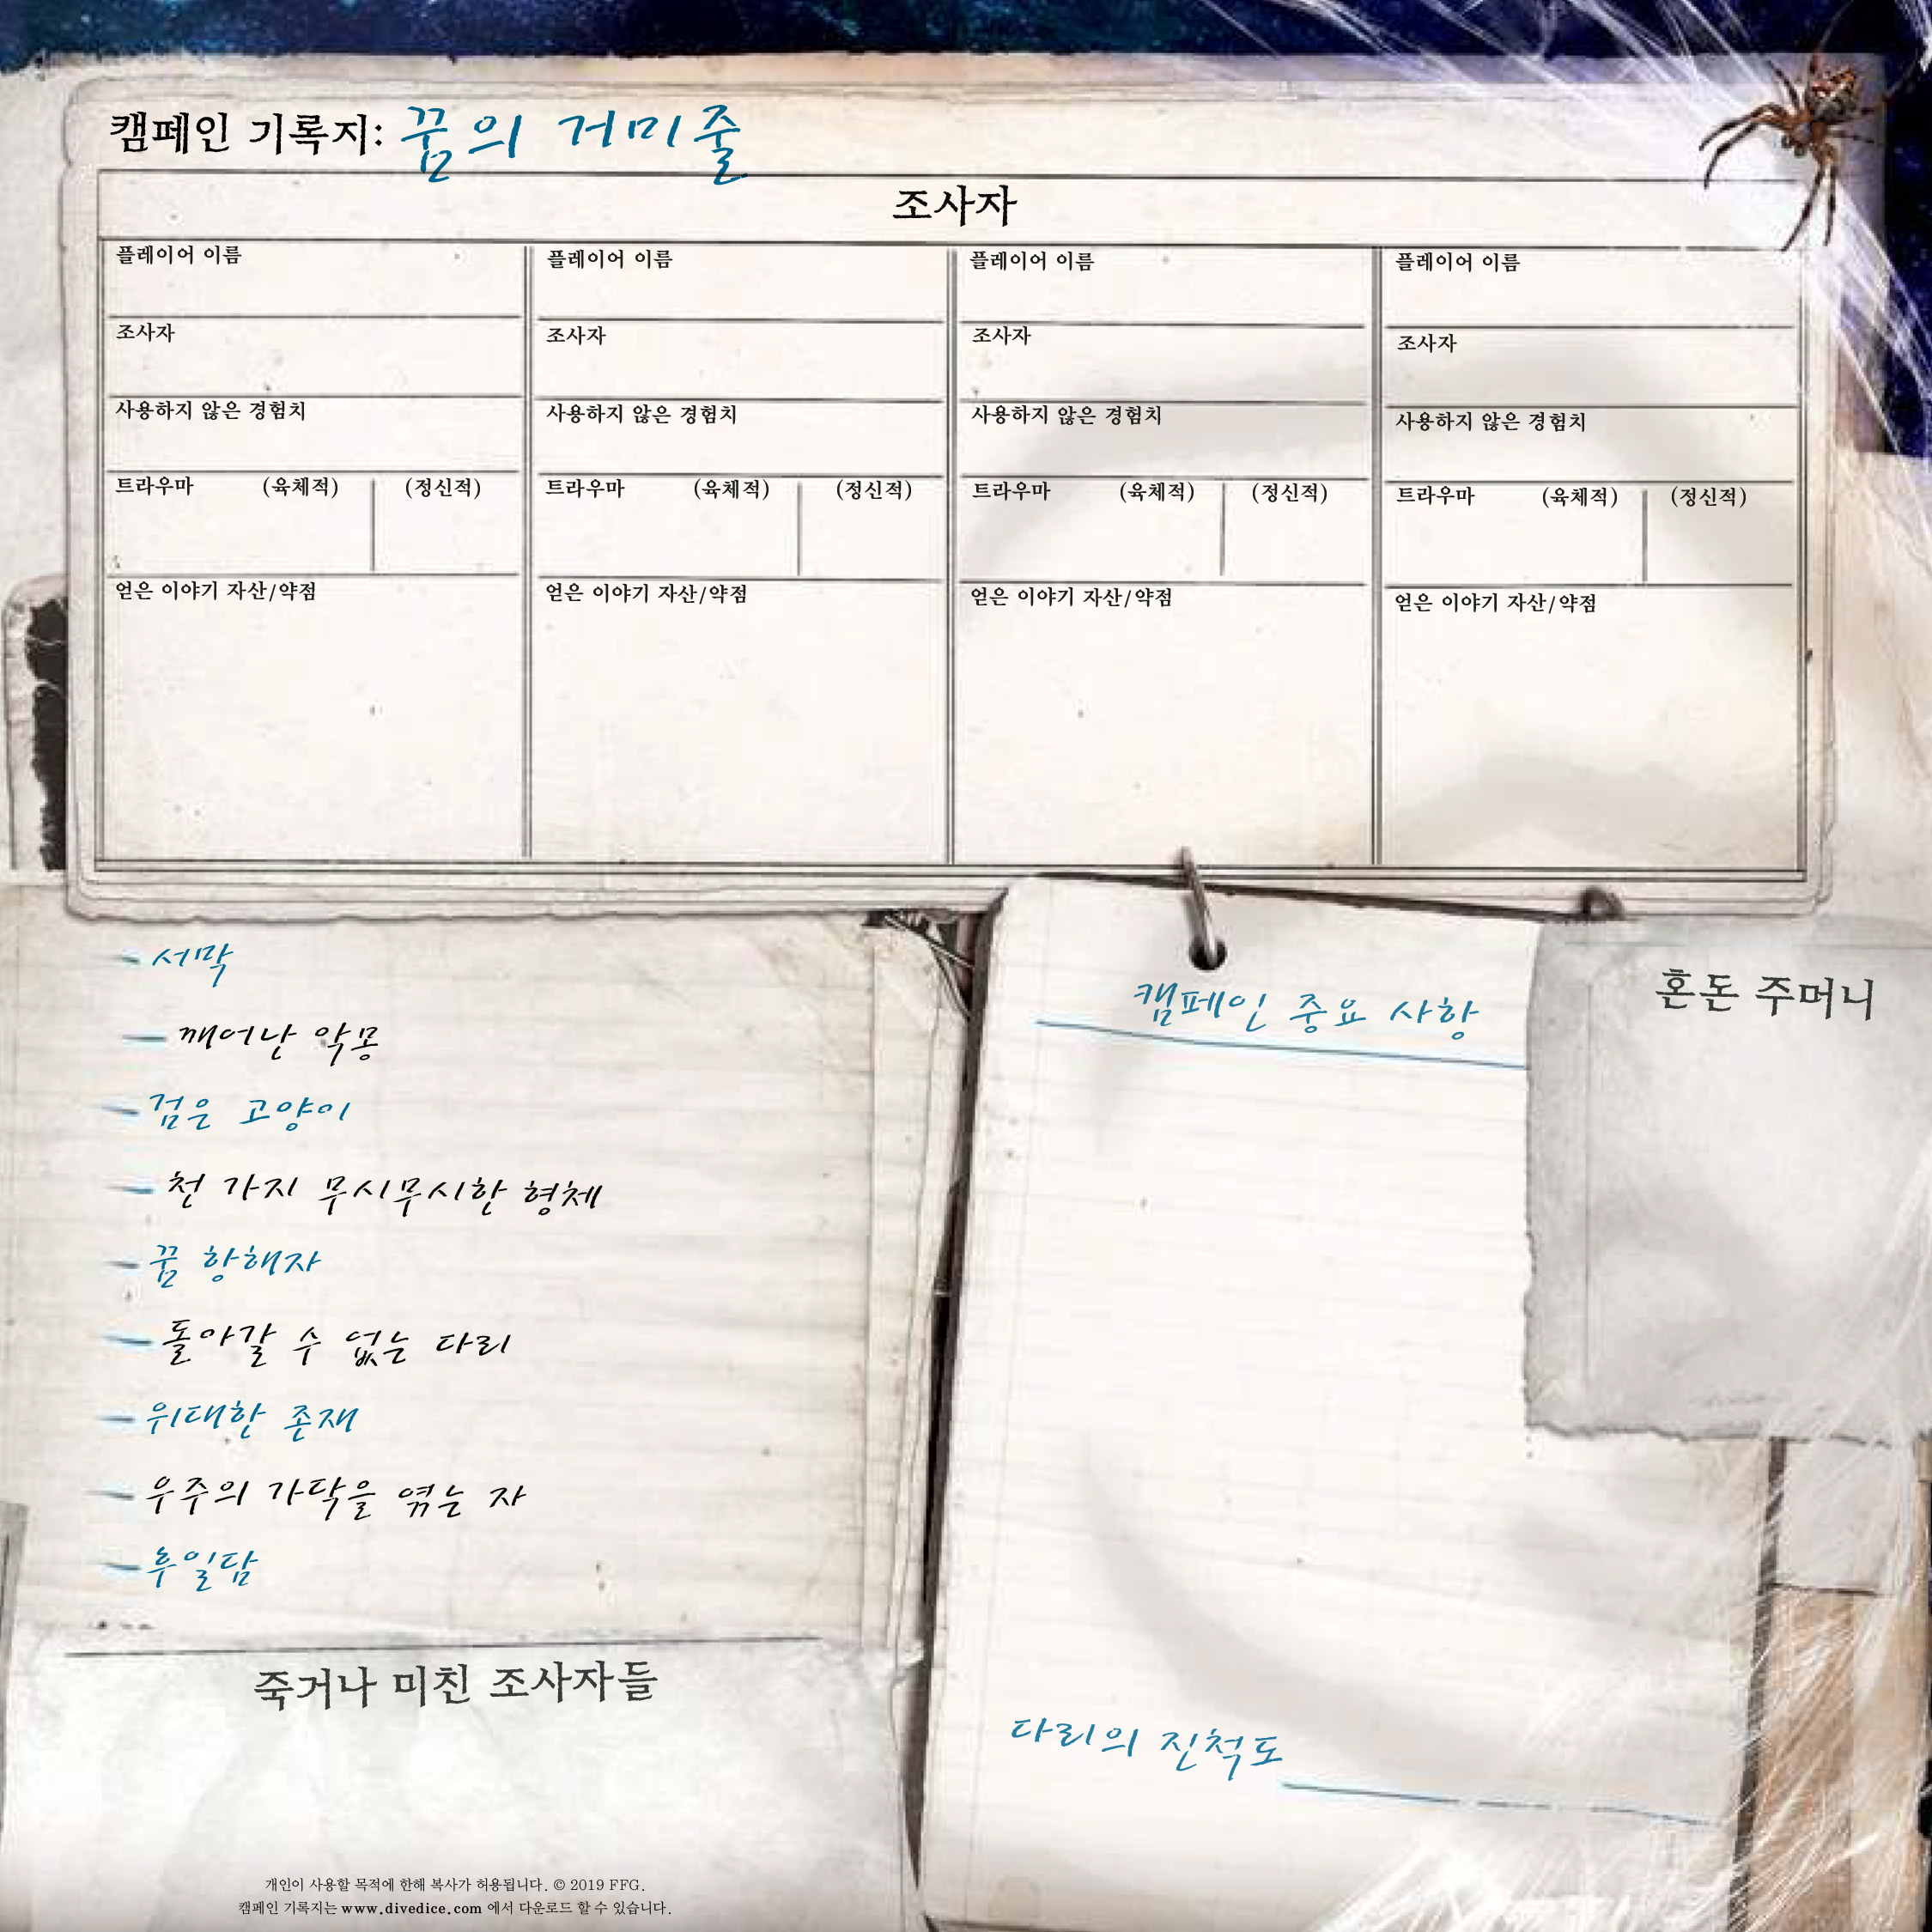 캠페인 기록지: 꿈의 거미줄
조사자
플레이어 이름
조사자
사용하지 않은 경험치
트라우마 (육체적) (정신적)
얻은 이야기 자산/약점
플레이어 이름
조사자
사용하지 않은 경험치
트라우마 (육체적) (정신적)
얻은 이야기 자산/약점
플레이어 이름
조사자
사용하지 않은 경험치
트라우마 (육체적) (정신적)
얻은 이야기 자산/약점
플레이어 이름
조사자
사용하지 않은 경험치
트라우마 (육체적) (정신적)
얻은 이야기 자산/약점
- 서막
- 깨어난 악몽
- 검은 고양이
- 천 가지 무시무시한 형체
- 꿈 항해자
- 돌아갈 수 없는 다리
- 위대한 존재
- 우주의 가닥을 엮는 자
- 후일담
죽거나 미친 조사자들
캠페인 중요 사항
다리의 진척도
혼돈 주머니
개인이 사용할 목적에 한해 복사가 허용됩니다. © 2019 FFG.
캠페인 기록지는 www.divedice.com 에서 다운로드 할 수 있습니다.